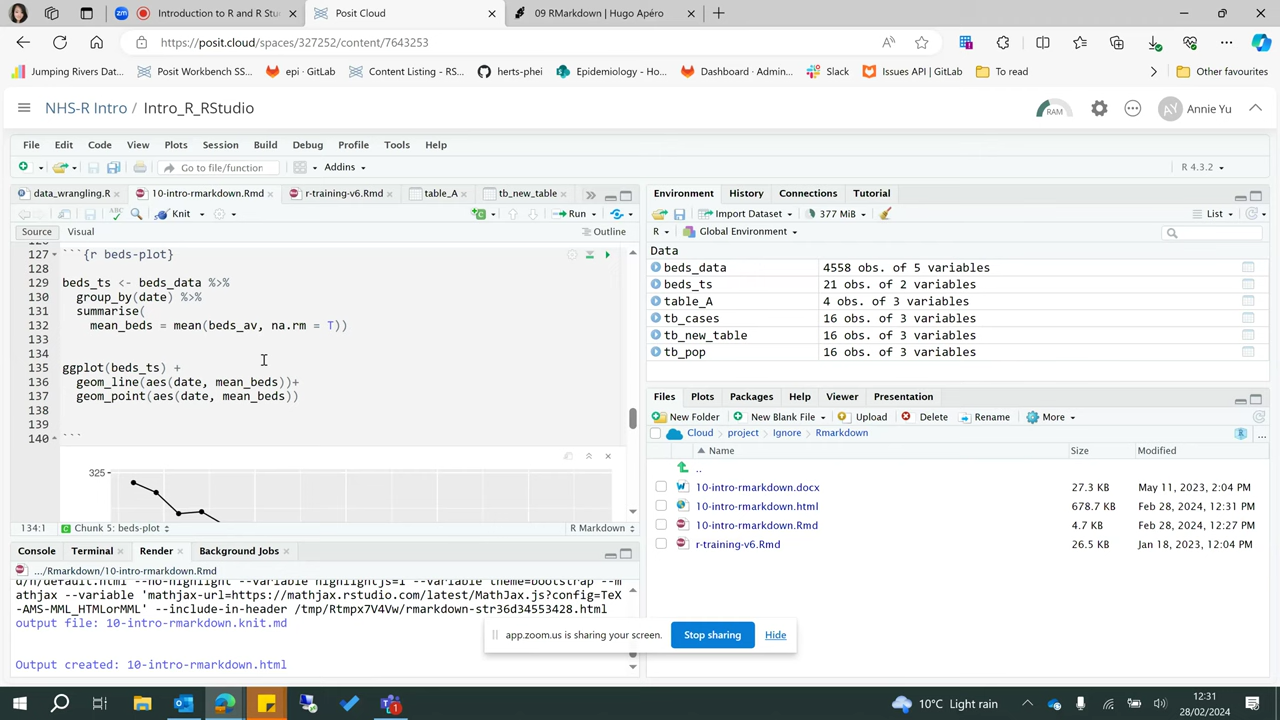 Introduction to R and R Stu
Posit Cloud
09 RMarkdown | Hugo Apéro
https://posit.cloud/spaces/327252/content/7643253
Jumping Rivers Dat...
Posit Workbench SS...
epi · GitLab
Content Listing - RS...
herts-phei
Epidemiology - Ho...
Dashboard · Admin...
Slack
Issues API | GitLab
To read
Other favourites
NHS-R Intro / Intro_R_RStudio
RAM
AY
Annie Yu
File Edit Code View Plots Session Build Debug Profile Tools Help
Go to file/function
Addins
R 4.3.2
data_wrangling.R
10-intro-rmarkdown.Rmd
r-training-v6.Rmd
table_A
tb_new_table
ABC
Knit
Run
Source Visual
Outline
126
127 ```{r beds-plot}
128
129 beds_ts <- beds_data %>%
130 group_by(date) %>%
131 summarise(
132 mean_beds = mean(beds_av, na.rm = T))
133
134
135 ggplot(beds_ts) +
136 geom_line(aes(date, mean_beds))+
137 geom_point(aes(date, mean_beds))
138
139
140 ```
325
134:1 Chunk 5: beds-plot
R Markdown
Console Terminal Render Background Jobs
.../Rmarkdown/10-intro-rmarkdown.Rmd
d/h/default.html --no-highlight --variable highlightjs=1 --variable theme=bootstrap --m
athjax --variable 'mathjax-url=https://mathjax.rstudio.com/latest/MathJax.js?config=TeX
-AMS-MML_HTMLorMML' --include-in-header /tmp/Rtmpx7V4Vw/rmarkdown-str36d34553428.html
output file: 10-intro-rmarkdown.knit.md
Output created: 10-intro-rmarkdown.html
Environment History Connections Tutorial
Import Dataset
377 MiB
List
R
Global Environment
Data
beds_data 4558 obs. of 5 variables
beds_ts 21 obs. of 2 variables
table_A 4 obs. of 3 variables
tb_cases 16 obs. of 3 variables
tb_new_table 16 obs. of 3 variables
tb_pop 16 obs. of 3 variables
Files Plots Packages Help Viewer Presentation
New Folder New Blank File Upload Delete Rename More
Cloud project Ignore Rmarkdown
...
Name Size Modified
..
10-intro-rmarkdown.docx 27.3 KB May 11, 2023, 2:04 PM
10-intro-rmarkdown.html 678.7 KB Feb 28, 2024, 12:31 PM
10-intro-rmarkdown.Rmd 4.7 KB Feb 28, 2024, 12:27 PM
r-training-v6.Rmd 26.5 KB Jan 18, 2023, 12:04 PM
app.zoom.us is sharing your screen.
Stop sharing
Hide
1
10°C Light rain
12:31
28/02/2024